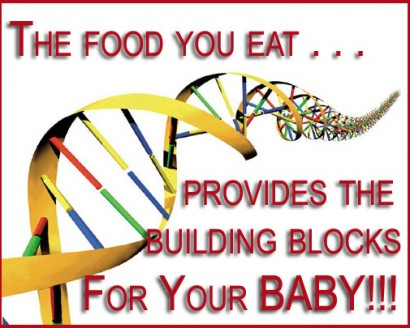 The food you eat . . .
provides the
building blocks
For Your BABY!!!